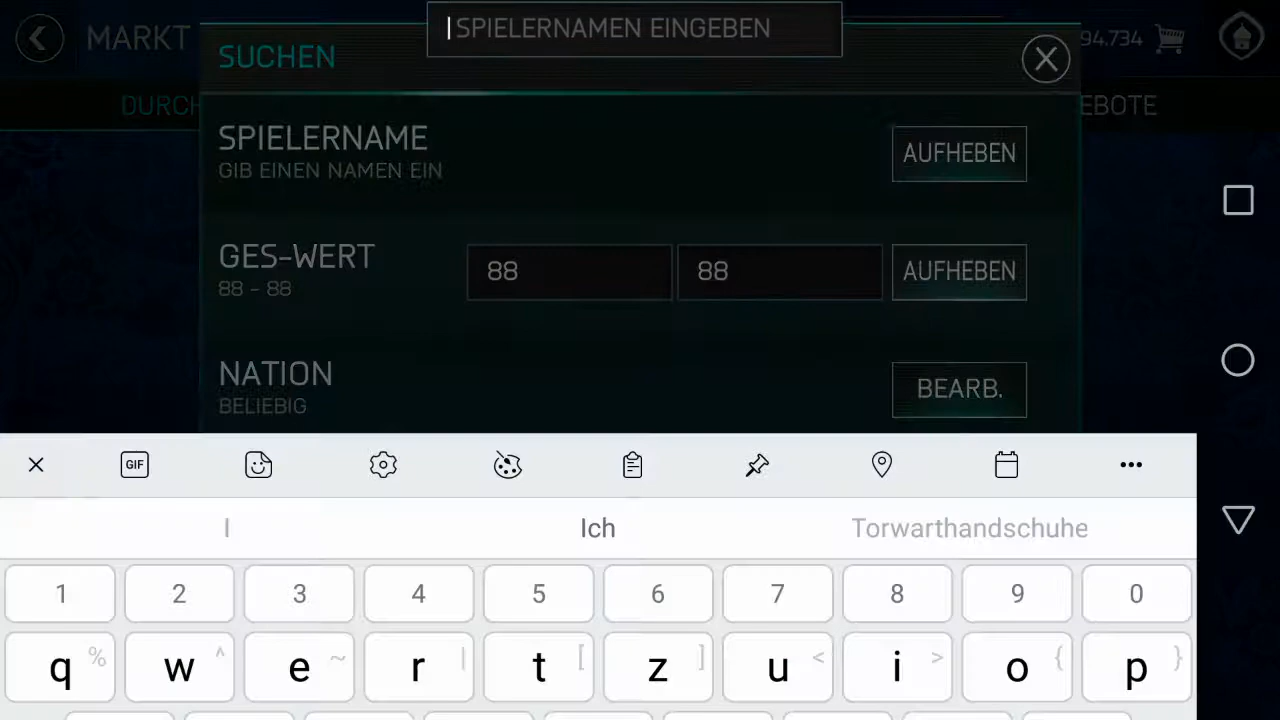 SPIELERNAMEN EINGEBEN
MARKT
SUCHEN
94.734
DURCH
EBOTE
SPIELERNAME
GIB EINEN NAMEN EIN
AUFHEBEN
GES-WERT
88 - 88
88
88
AUFHEBEN
NATION
BELIEBIG
BEARB.
GIF
I
Ich
Torwarthandschuhe
1 2 3 4 5 6 7 8 9 0
q % w ^ e ~ r | t [ z ] u < i > o { p }